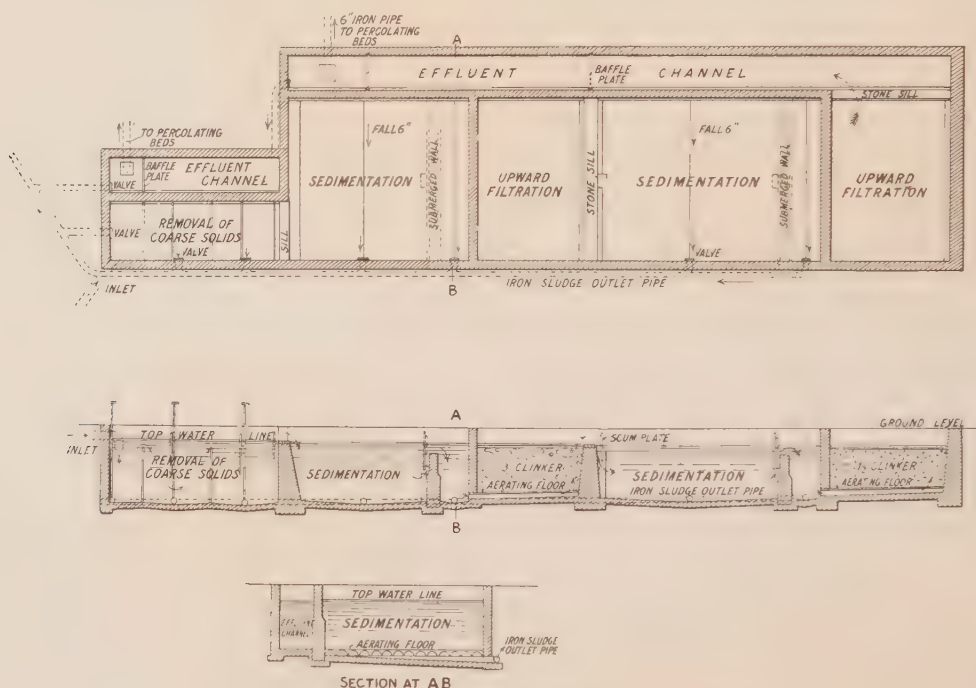 6" IRON PIPE
TO PERCOLATING
BEDS
A
EFFLUENT CHANNEL
BAFFLE
PLATE
STONE SILL
TO PERCOLATING
BEDS
BAFFLE
PLATE
EFFLUENT
CHANNEL
VALVE
FALL 6"
SEDIMENTATION
SUBMERGED WALL
UPWARD
FILTRATION
STONE SILL
FALL 6"
SEDIMENTATION
SUBMERGED WALL
UPWARD
FILTRATION
VALVE
REMOVAL OF
COARSE SOLIDS
VALVE
SILL
VALVE
INLET
B
IRON SLUDGE OUTLET PIPE
A
GROUND LEVEL
TOP WATER LINE
SCUM PLATE
INLET
REMOVAL OF
COARSE SOLIDS
SEDIMENTATION
3 CLINKER
AERATING FLOOR
SEDIMENTATION
IRON SLUDGE OUTLET PIPE
CLINKER
AERATING FLOOR
B
TOP WATER LINE
CHANNEL
SEDIMENTATION
AERATING FLOOR
IRON SLUDGE
OUTLET PIPE
SECTION AT AB